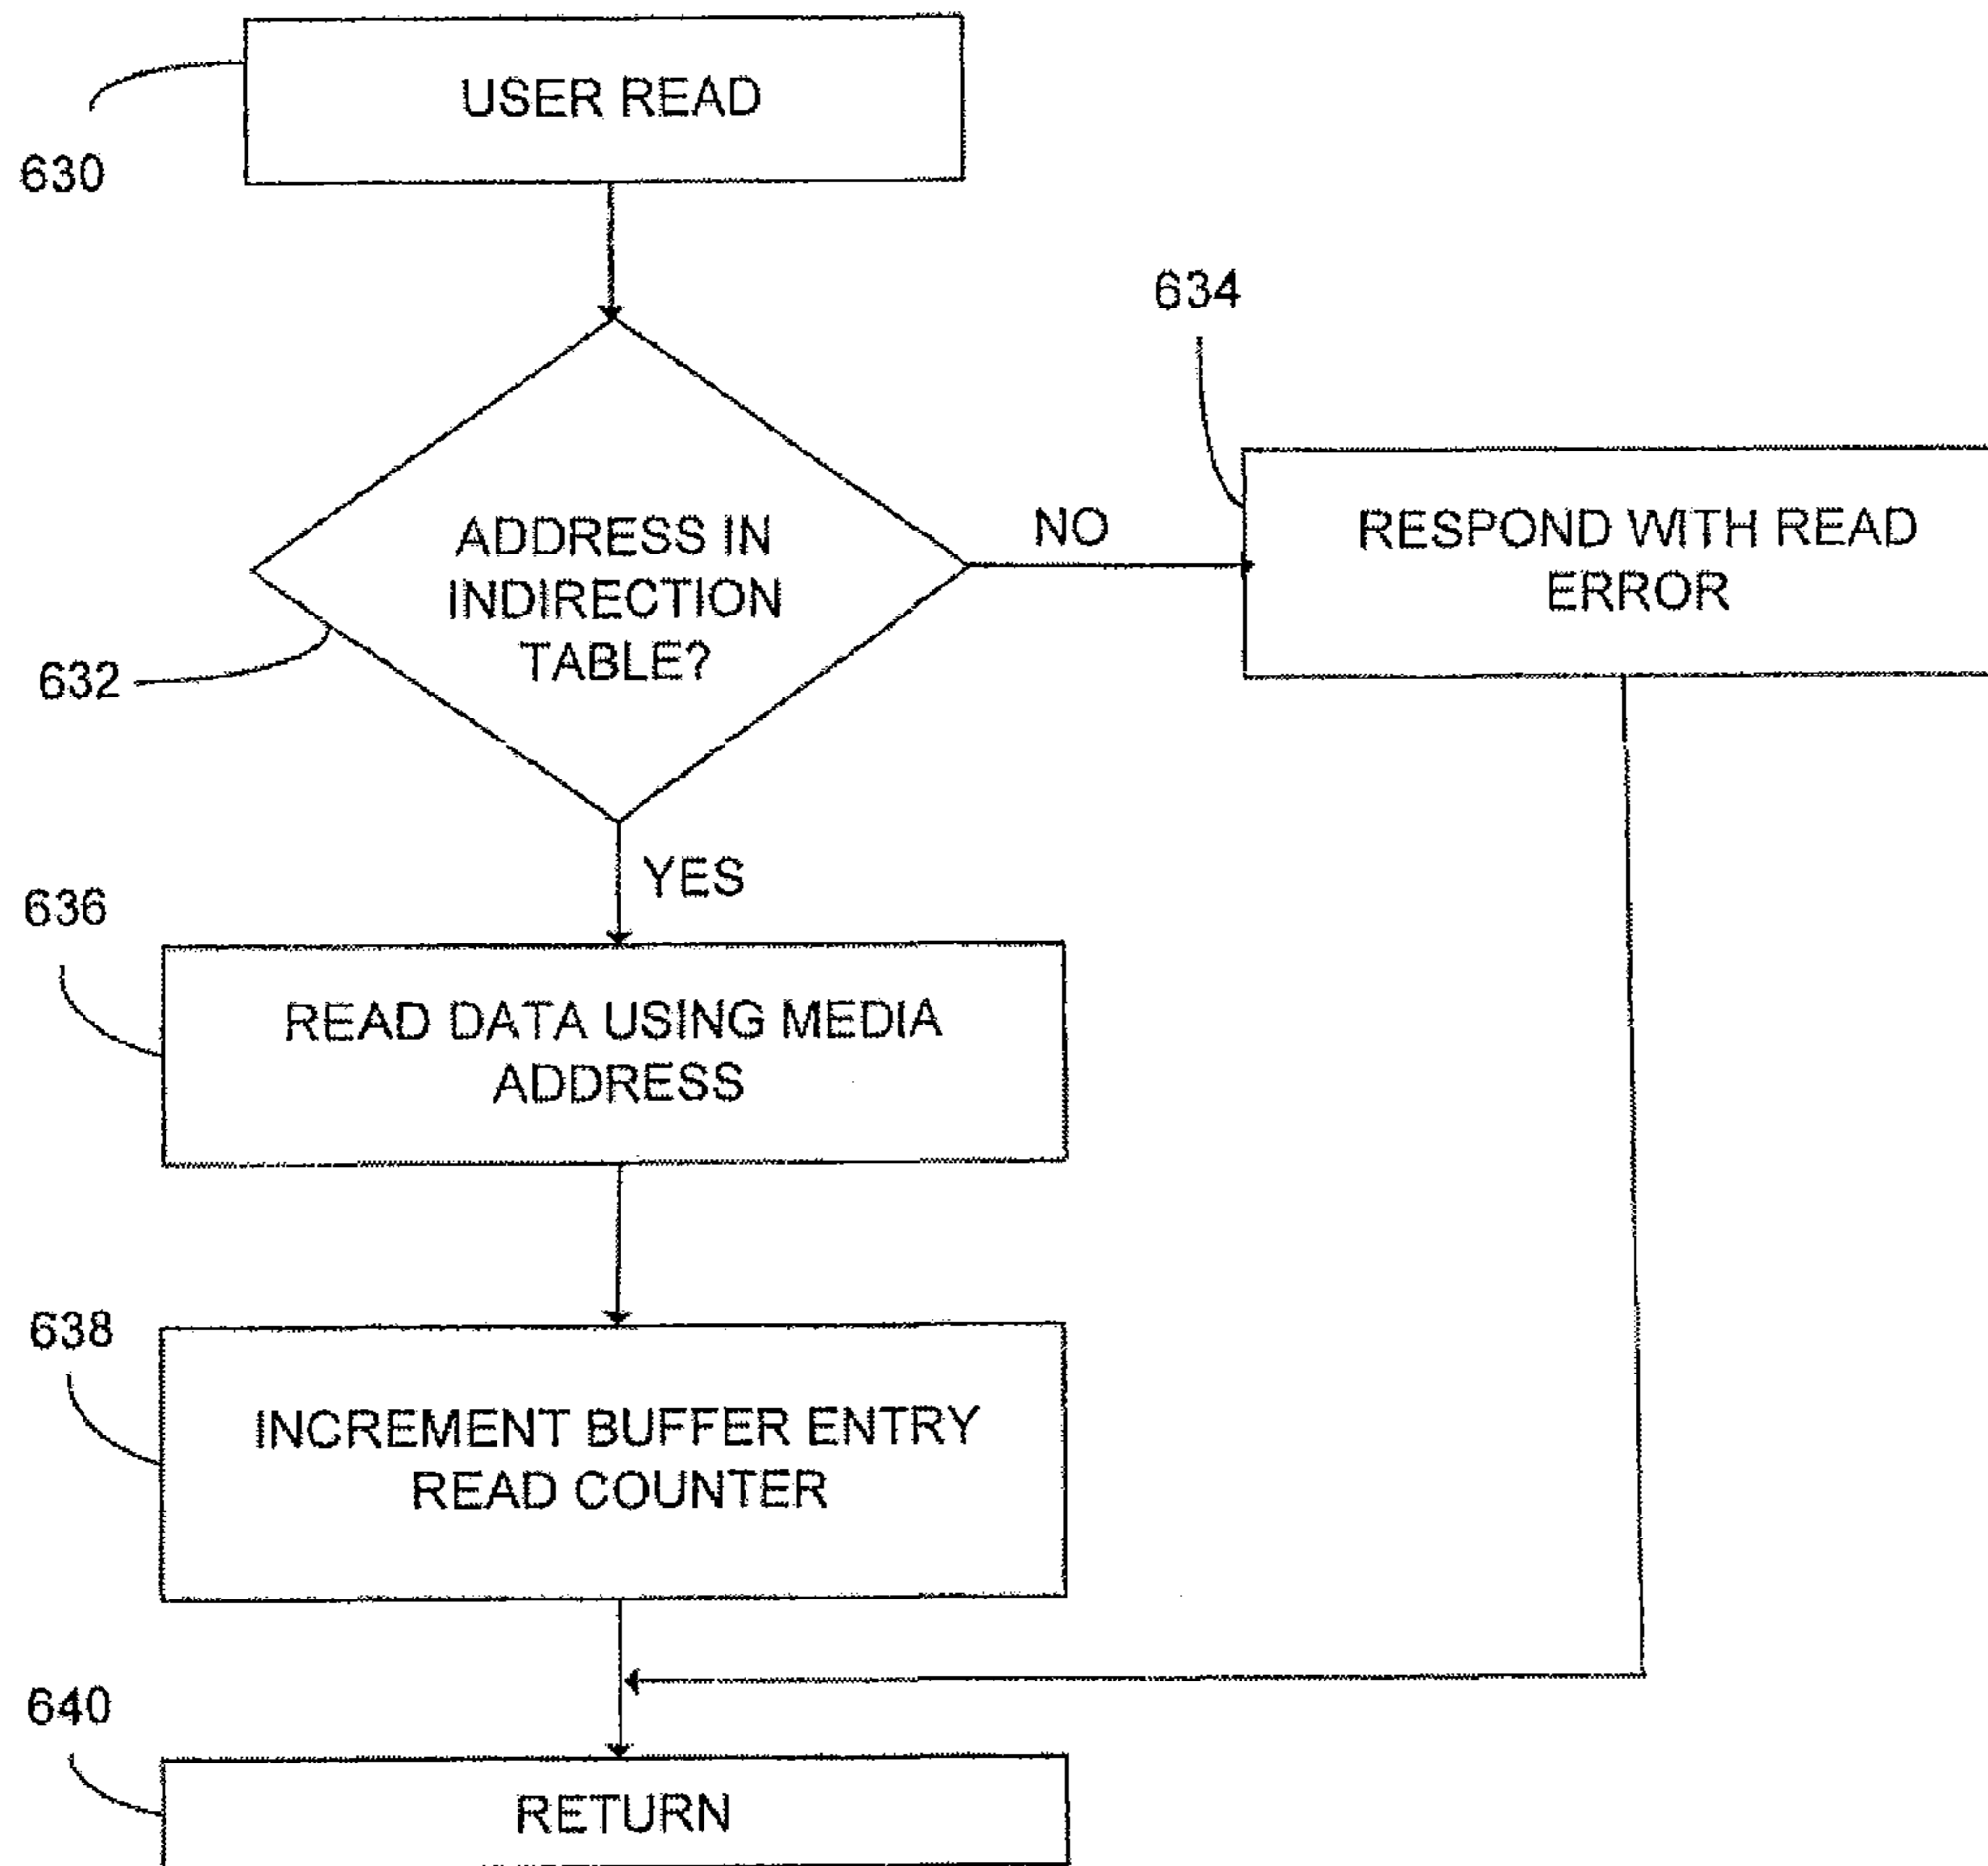 USER READ
630
634
ADDRESS IN
INDIRECTION
TABLE?
NO
RESPOND WITH READ
ERROR
632
YES
636
READ DATA USING MEDIA
ADDRESS
638
INCREMENT BUFFER ENTRY
READ COUNTER
640
RETURN